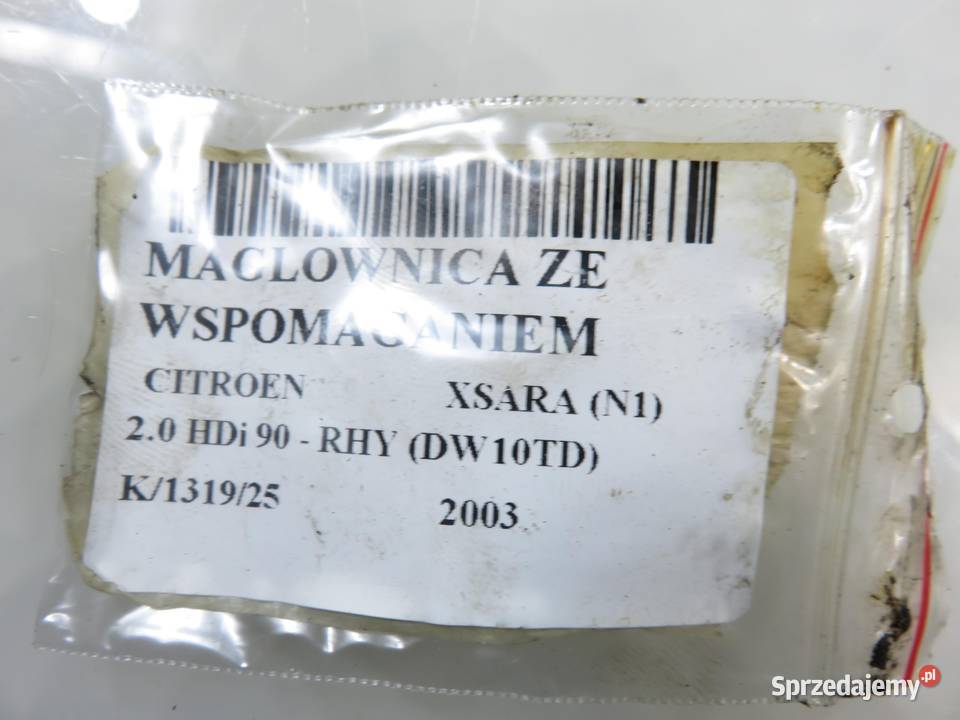 MACLOWNICA ZE
WSPOMAGANIEM
CITROEN XSARA (N1)
2.0 HDi 90 - RHY (DW10TD)
K/1319/25 2003
Sprzedajemy.pl